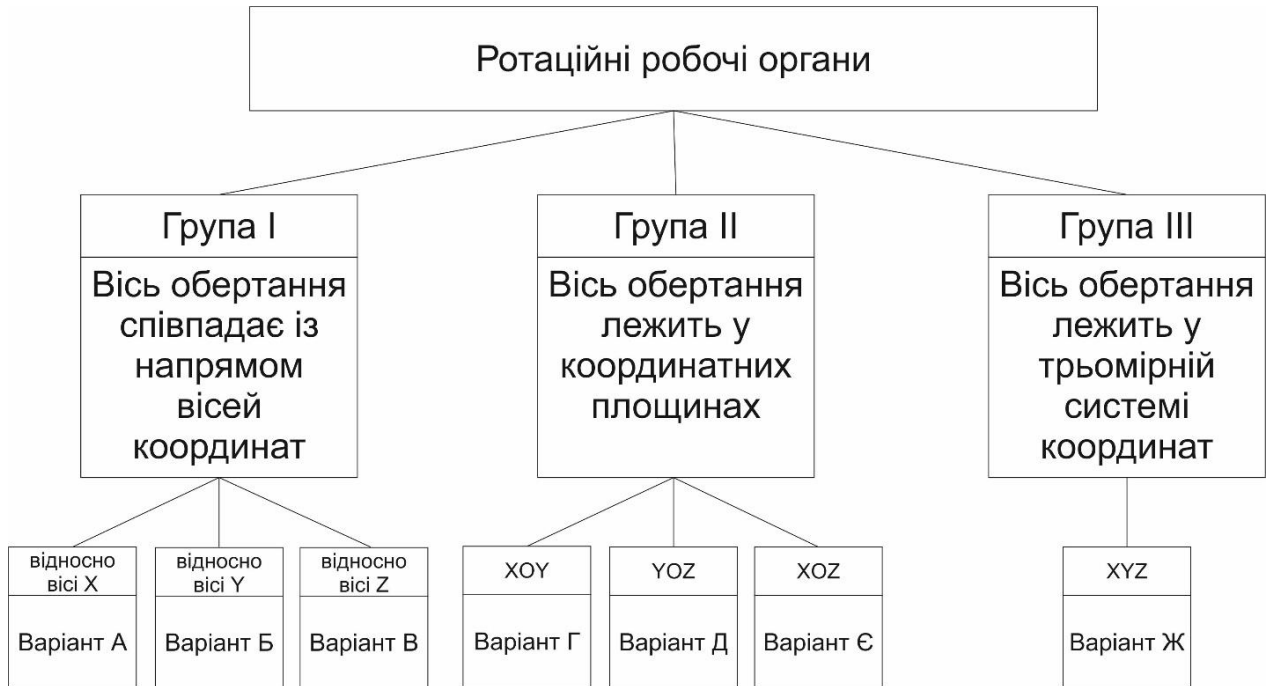 Ротаційні робочі органи
Група I
Вісь обертання
співпадає із
напрямом
вісей
координат
Група II
Вісь обертання
лежить у
координатних
площинах
Група III
Вісь обертання
лежить у
трьомірній
системі
координат
відносно
вісі X
Варіант А
відносно
вісі Y
Варіант Б
відносно
вісі Z
Варіант В
XOY
Варіант Г
YOZ
Варіант Д
XOZ
Варіант Є
XYZ
Варіант Ж